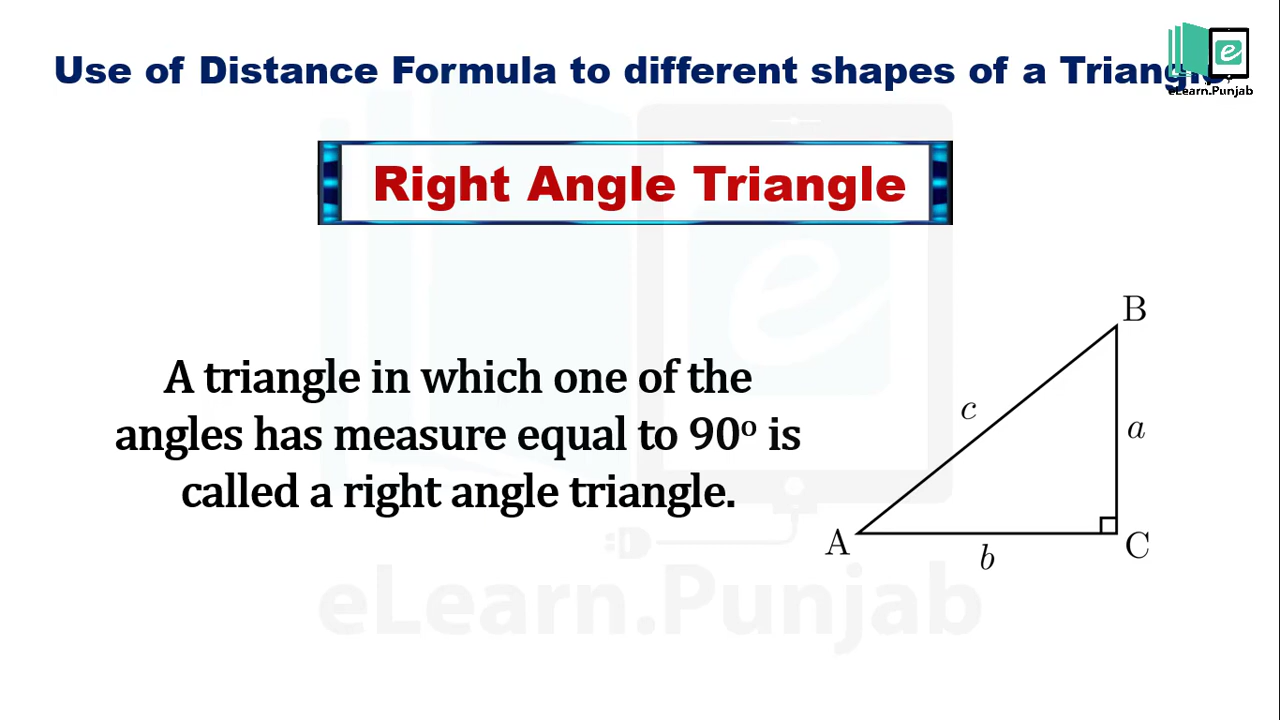 Use of Distance Formula to different shapes of a Triangle
eLearn.Punjab
Right Angle Triangle
A triangle in which one of the
angles has measure equal to 90º is
called a right angle triangle.
B
c
a
A
b
C
eLearn.Punjab